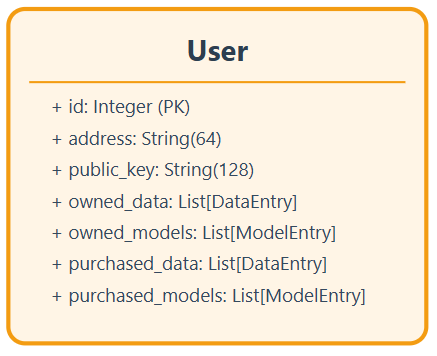 User
+ id: Integer (PK)
+ address: String(64)
+ public_key: String(128)
+ owned_data: List[DataEntry]
+ owned_models: List[ModelEntry]
+ purchased_data: List[DataEntry]
+ purchased_models: List[ModelEntry]